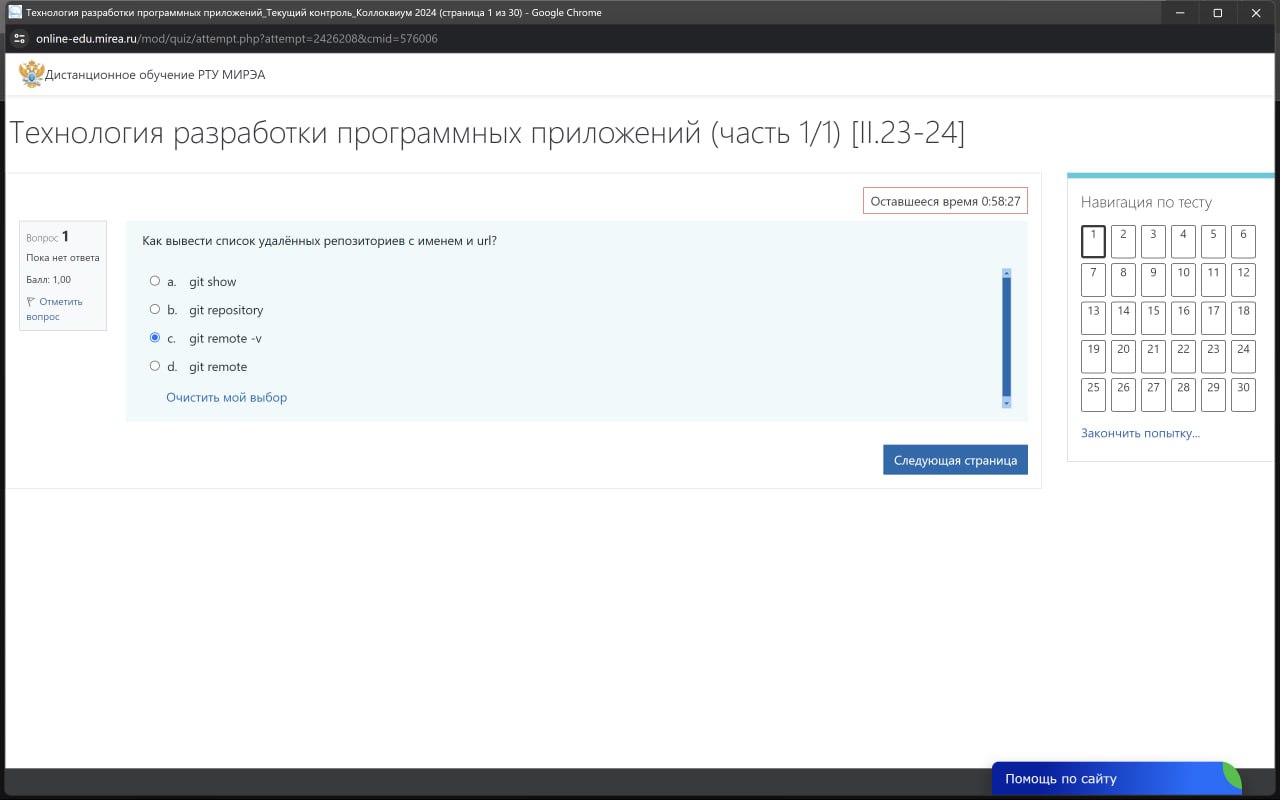 Технология разработки программных приложений_Текущий контроль_Коллоквиум 2024 (страница 1 из 30) - Google Chrome
online-edu.mirea.ru/mod/quiz/attempt.php?attempt=2426208&cmid=576006
Дистанционное обучение РТУ МИРЭА
Технология разработки программных приложений (часть 1/1) [II.23-24]
Оставшееся время 0:58:27
Вопрос 1
Пока нет ответа
Балл: 1,00
Отметить
вопрос
Как вывести список удалённых репозиториев с именем и url?
a. git show
b. git repository
c. git remote -v
d. git remote
Очистить мой выбор
Следующая страница
Навигация по тесту
1 2 3 4 5 6
7 8 9 10 11 12
13 14 15 16 17 18
19 20 21 22 23 24
25 26 27 28 29 30
Закончить попытку...
Помощь по сайту